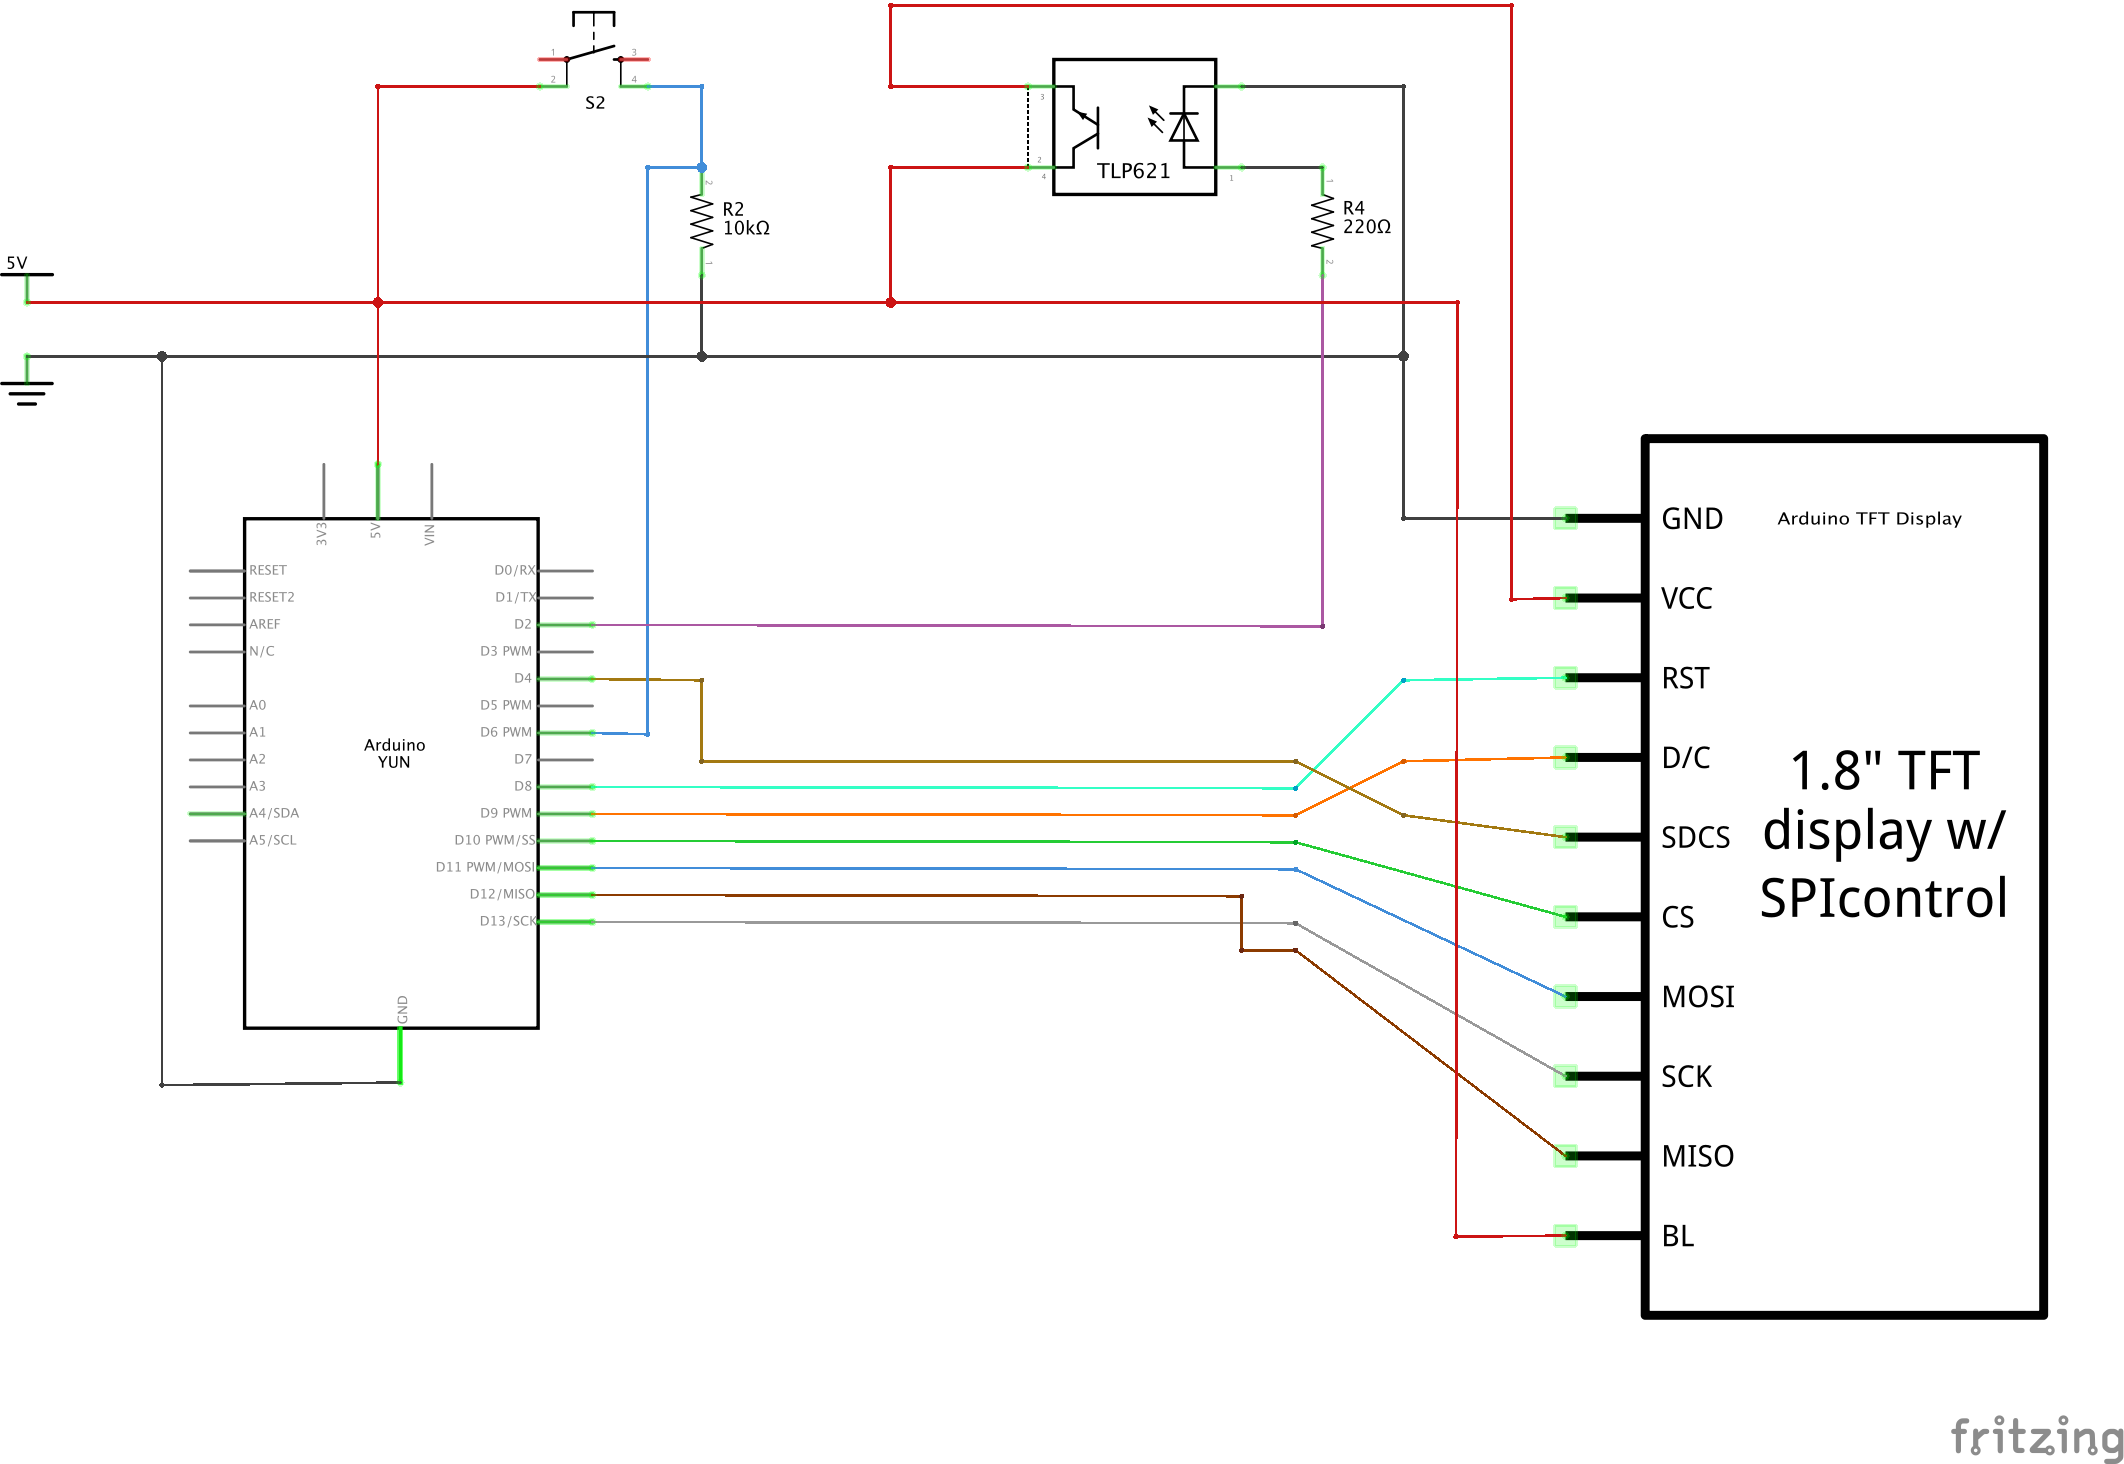 1
3
2
4
S2
3
2
4
1
TLP621
2
R2
10kΩ
1
1
R4
220Ω
2
5V
3V3
5V
VIN
RESET
RESET2
AREF
N/C
A0
A1
A2
A3
A4/SDA
A5/SCL
Arduino
YUN
D0/RX
D1/TX
D2
D3 PWM
D4
D5 PWM
D6 PWM
D7
D8
D9 PWM
D10 PWM/SS
D11 PWM/MOSI
D12/MISO
D13/SCK
GND
GND
VCC
RST
D/C
SDCS
CS
MOSI
SCK
MISO
BL
Arduino TFT Display
1.8" TFT
display w/
SPIcontrol
fritzing